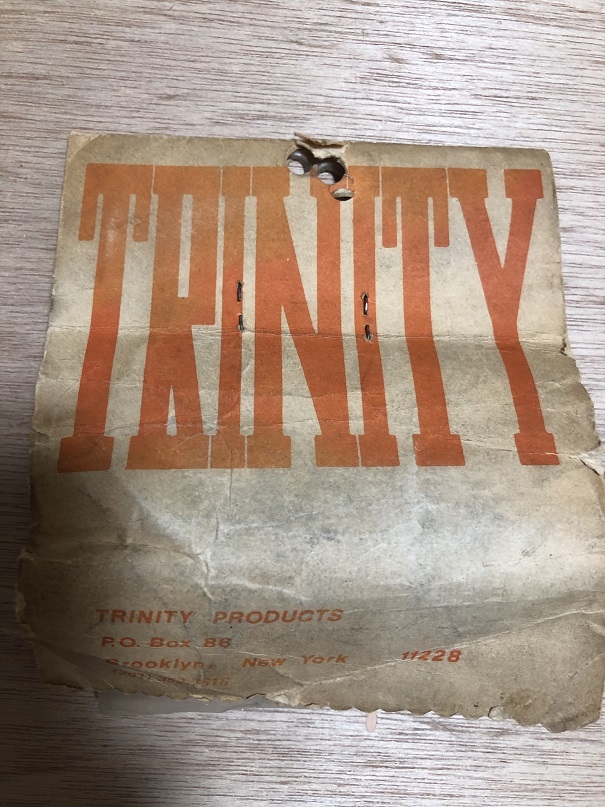 TRINITY
TRINITY PRODUCTS
P.O. Box 86
Brooklyn, New York 11228